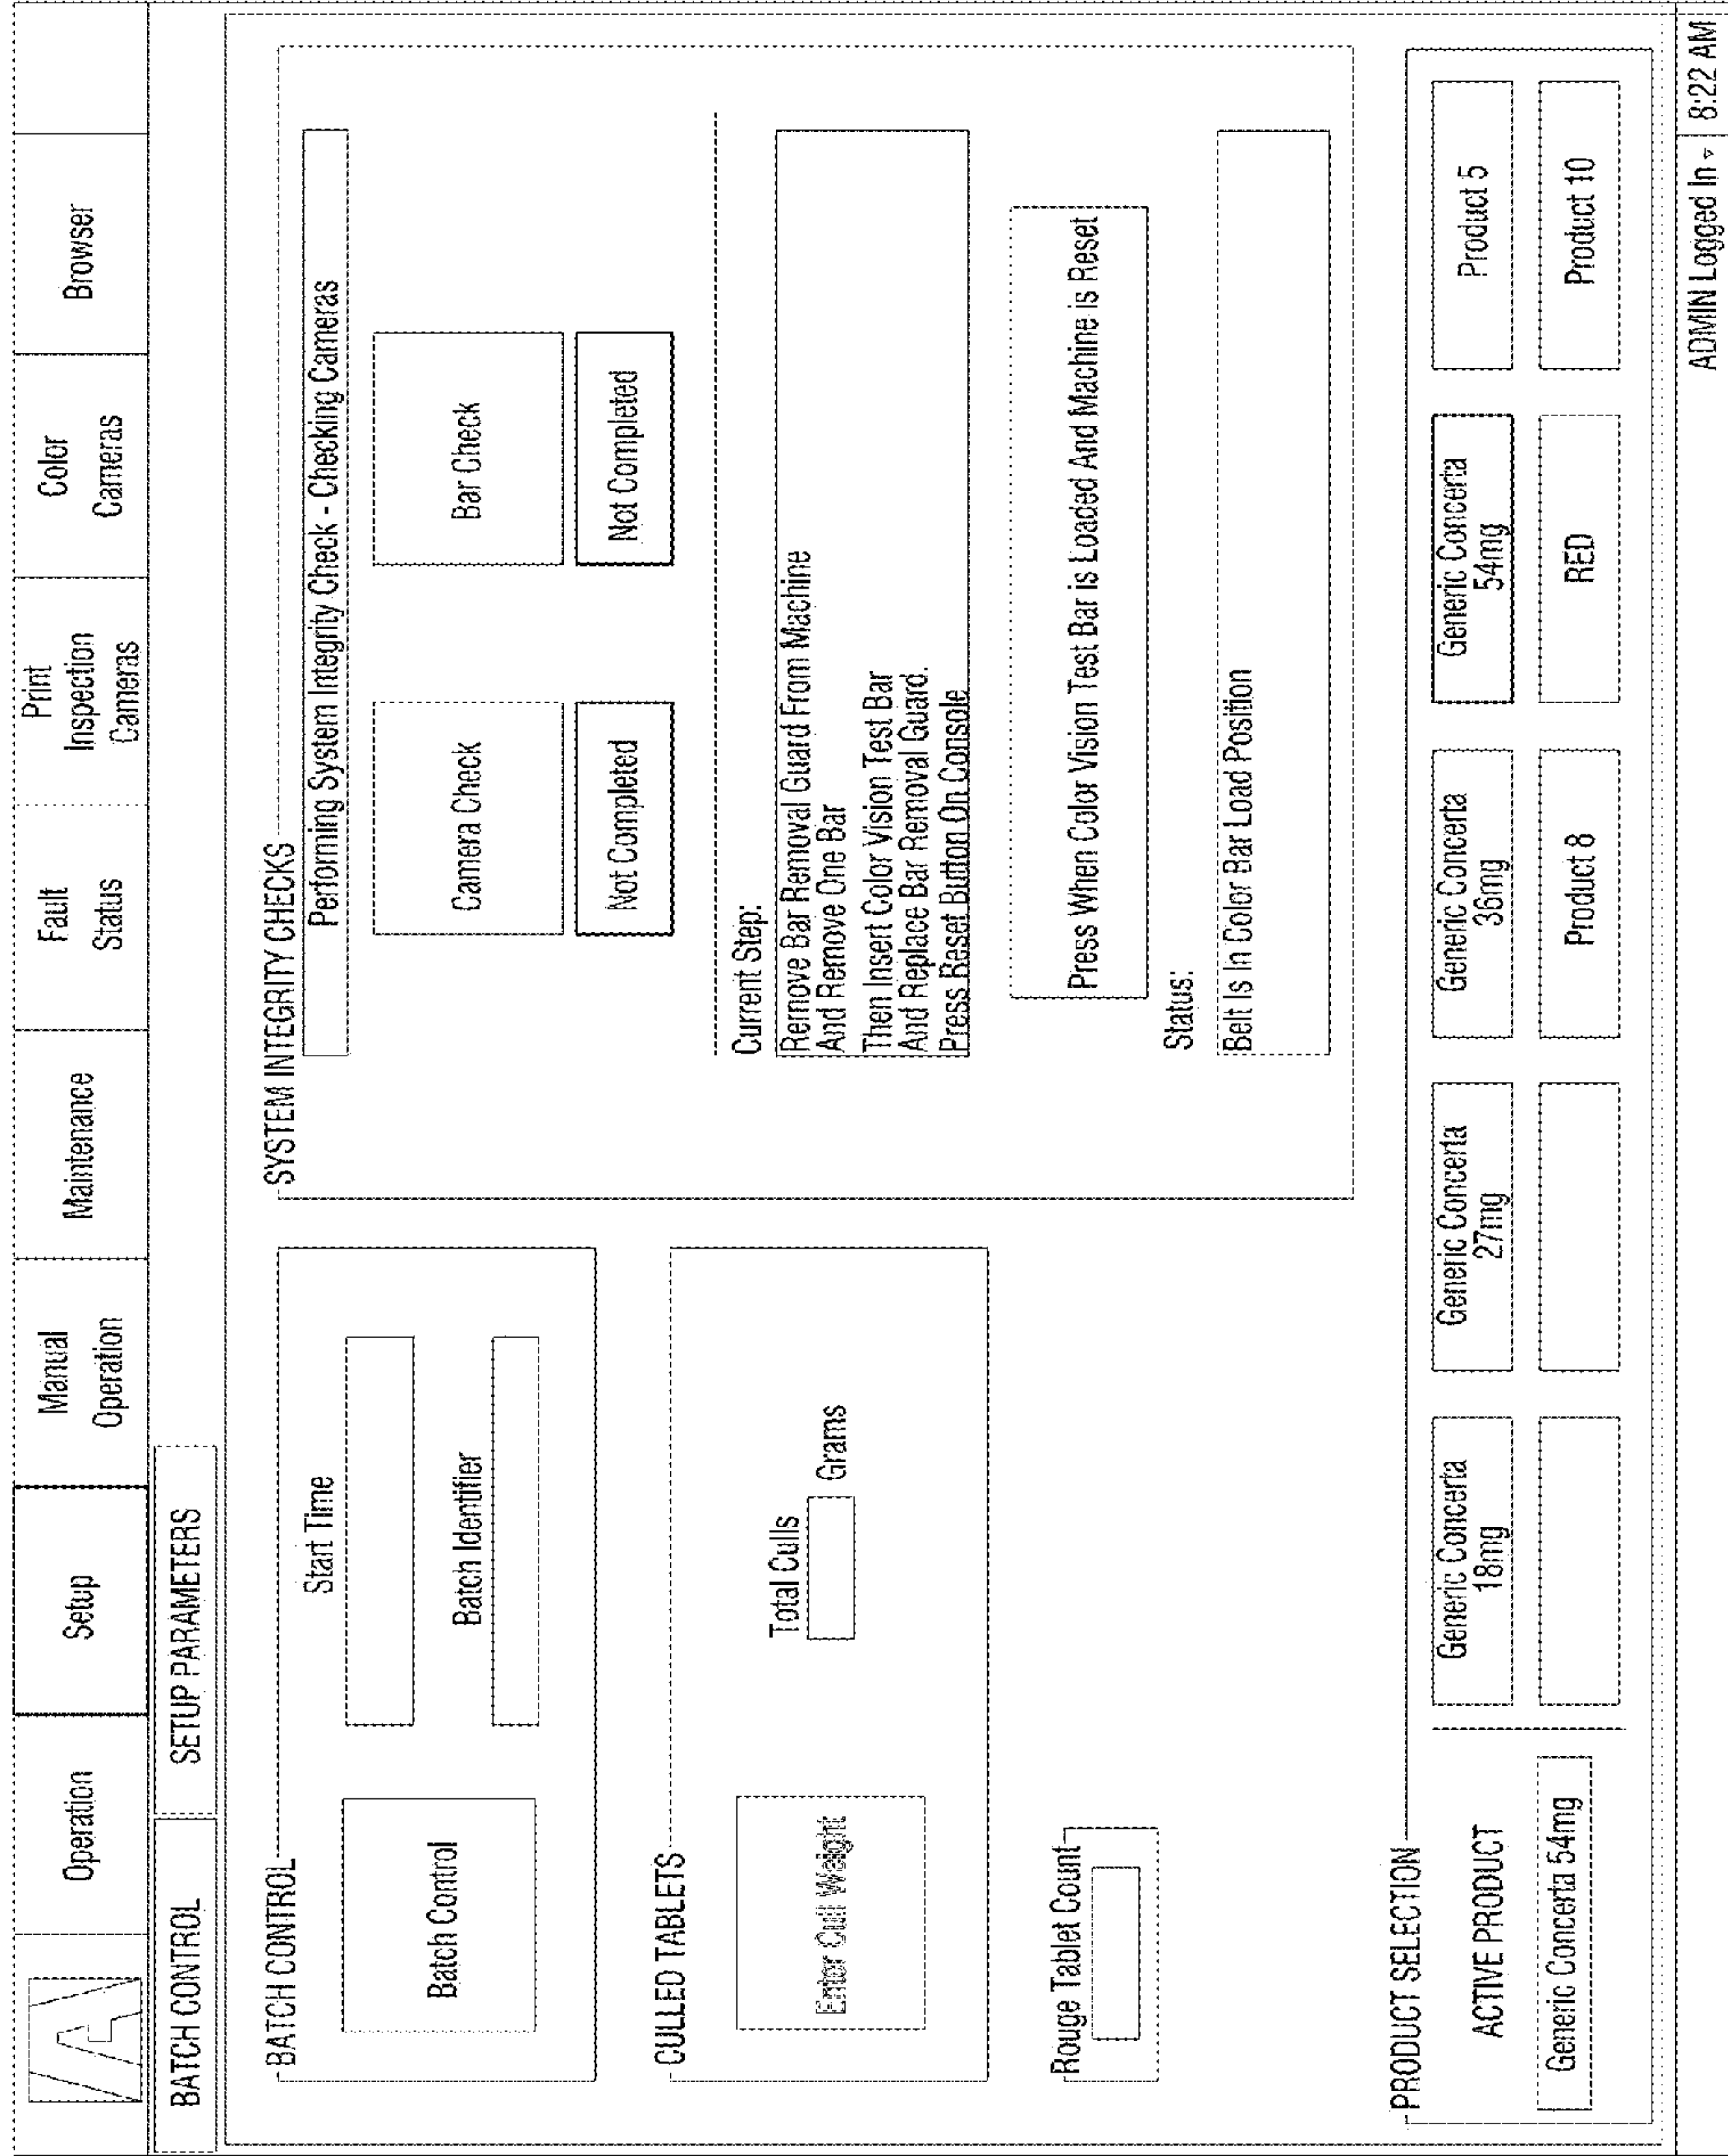 A
Operation
Setup
Manual
Operation
Maintenance
Fault
Status
Print
Inspection
Cameras
Color
Cameras
Browser
BATCH CONTROL
SETUP PARAMETERS
BATCH CONTROL
Batch Control
Start Time
Batch Identifier
CULLED TABLETS
Enter Cull Weight
Total Culls
Grams
Rouge Tablet Count
SYSTEM INTEGRITY CHECKS
Performing System Integrity Check - Checking Cameras
Camera Check
Bar Check
Not Completed
Not Completed
Current Step:
Remove Bar Removal Guard From Machine
And Remove One Bar
Then Insert Color Vision Test Bar
And Replace Bar Removal Guard.
Press Reset Button On Console
Press When Color Vision Test Bar is Loaded And Machine is Reset
Status:
Belt Is In Color Bar Load Position
PRODUCT SELECTION
ACTIVE PRODUCT
Generic Concerta 54mg
Generic Concerta
18mg
Generic Concerta
27mg
Generic Concerta
36mg
Generic Concerta
54mg
Product 5
Product 8
RED
Product 10
ADMIN Logged In
8:22 AM